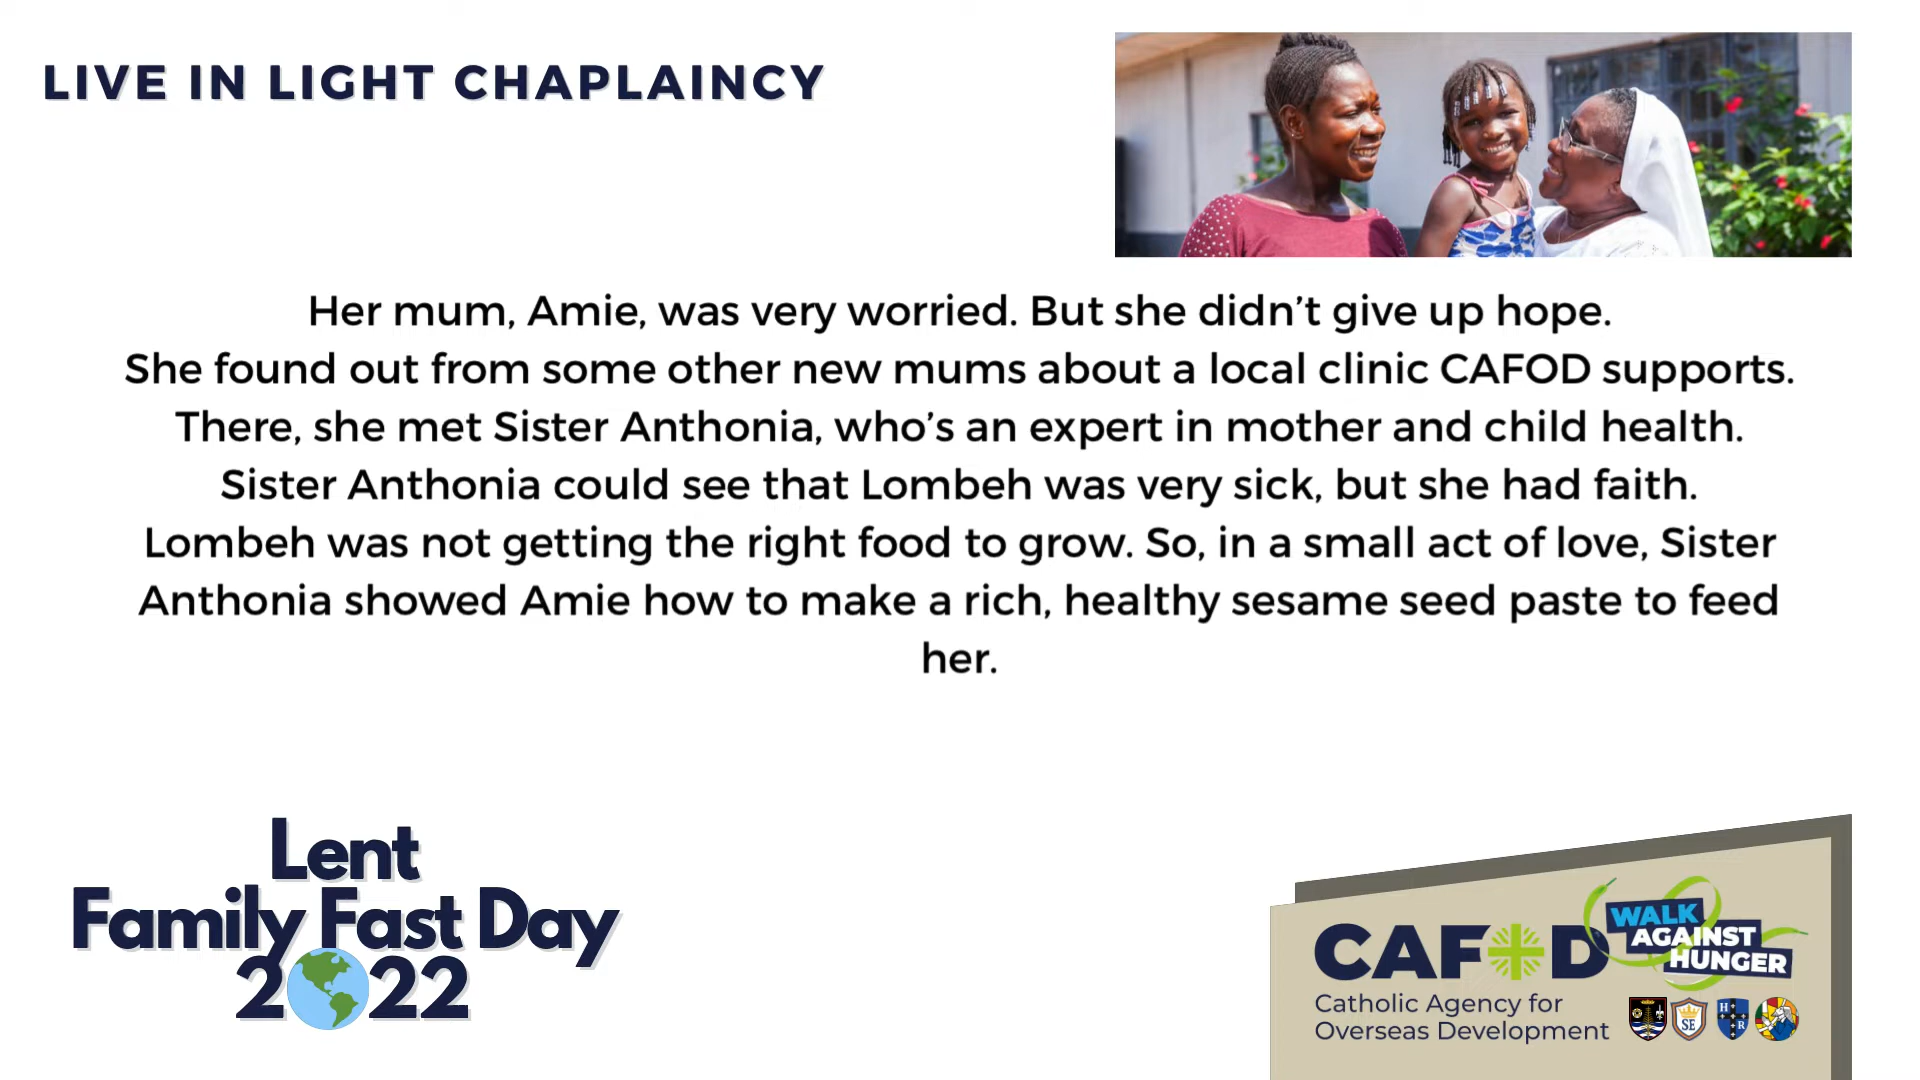 LIVE IN LIGHT CHAPLAINCY
Her mum, Amie, was very worried. But she didn’t give up hope.
She found out from some other new mums about a local clinic CAFOD supports.
There, she met Sister Anthonia, who’s an expert in mother and child health.
Sister Anthonia could see that Lombeh was very sick, but she had faith.
Lombeh was not getting the right food to grow. So, in a small act of love, Sister
Anthonia showed Amie how to make a rich, healthy sesame seed paste to feed
her.
Lent
Family Fast Day
2022
CAFOD
Catholic Agency for
Overseas Development
WALK
AGAINST
HUNGER
SE
H
R